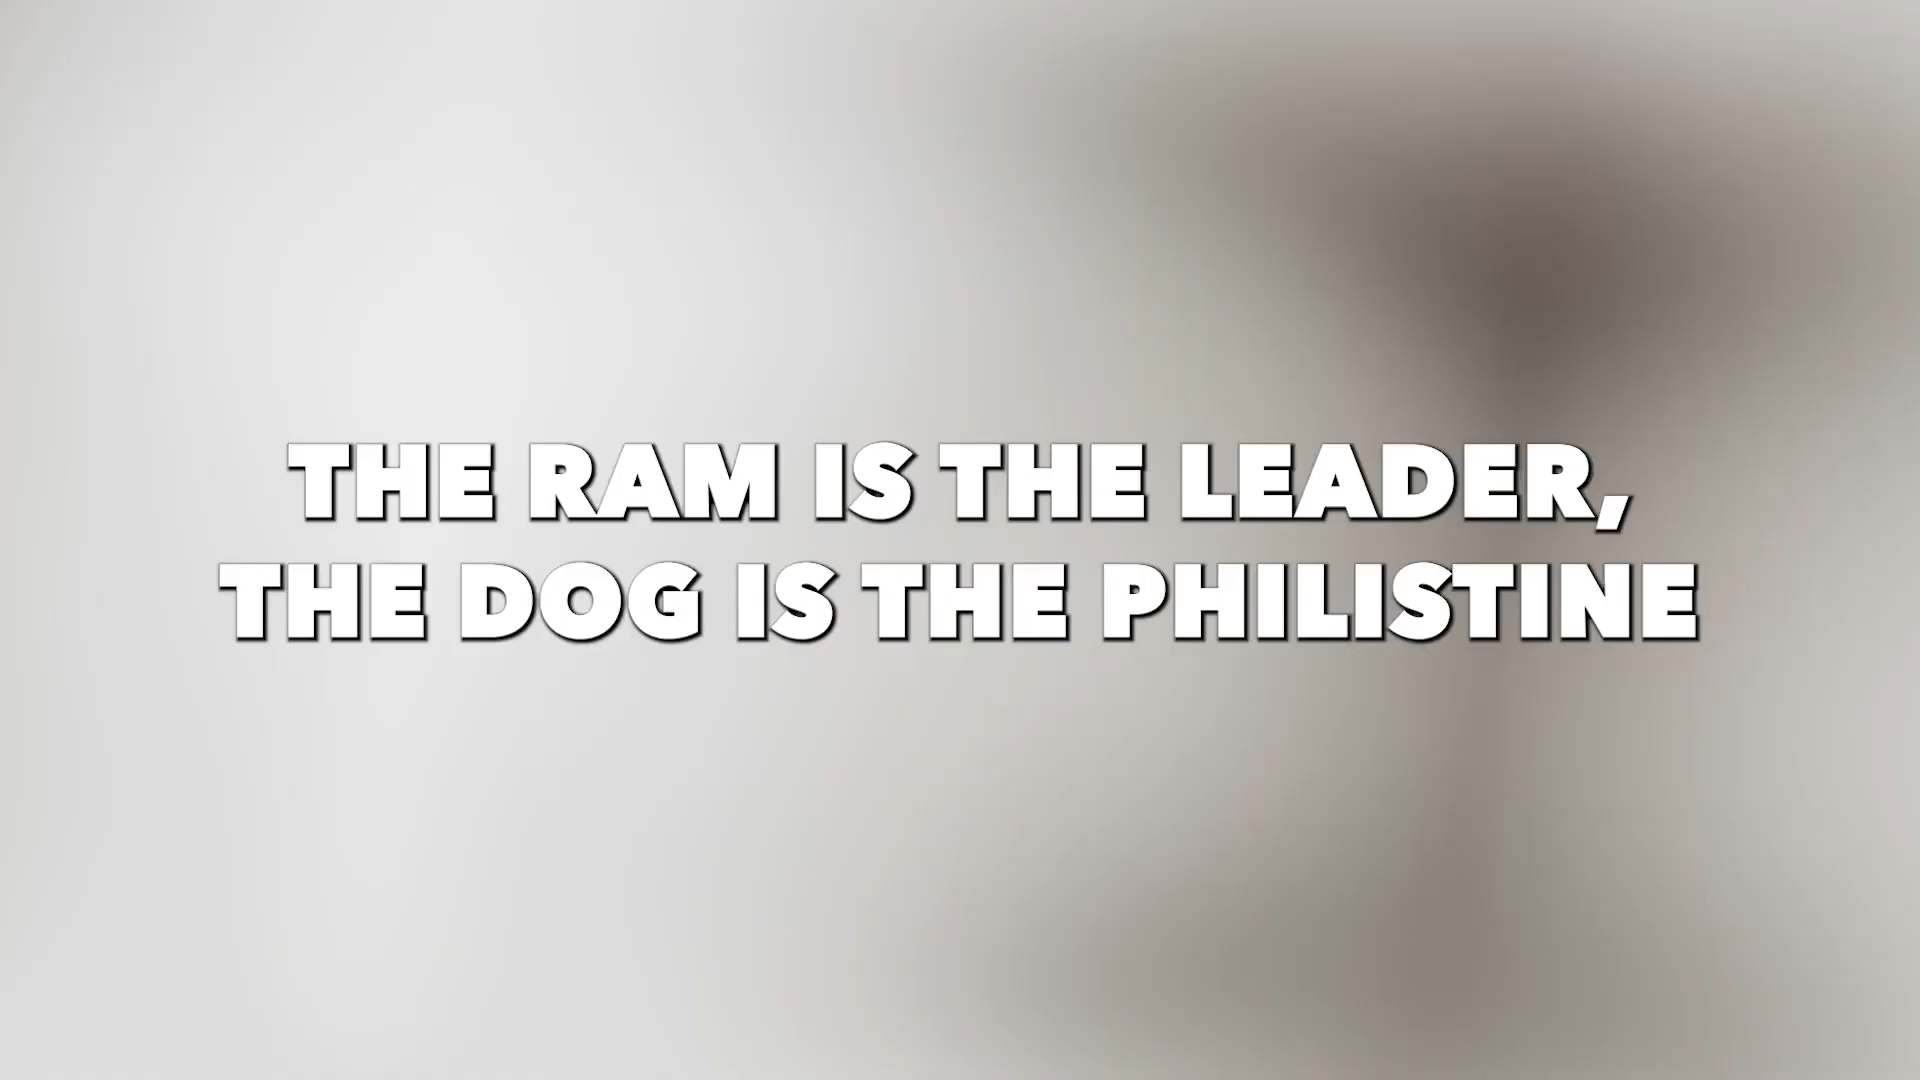 THE RAM IS THE LEADER,
THE DOG IS THE PHILISTINE